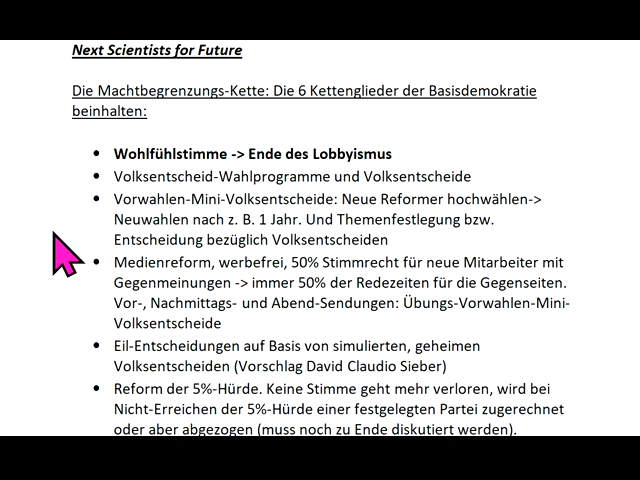 Next Scientists for Future
Die Machtbegrenzungs-Kette: Die 6 Kettenglieder der Basisdemokratie
beinhalten:
• Wohlfühlstimme -> Ende des Lobbyismus
• Volksentscheid-Wahlprogramme und Volksentscheide
• Vorwahlen-Mini-Volksentscheide: Neue Reformer hochwählen->
Neuwahlen nach z. B. 1 Jahr. Und Themenfestlegung bzw.
Entscheidung bezüglich Volksentscheiden
• Medienreform, werbefrei, 50% Stimmrecht für neue Mitarbeiter mit
Gegenmeinungen -> immer 50% der Redezeiten für die Gegenseiten.
Vor-, Nachmittags- und Abend-Sendungen: Übungs-Vorwahlen-Mini-
Volksentscheide
• Eil-Entscheidungen auf Basis von simulierten, geheimen
Volksentscheiden (Vorschlag David Claudio Sieber)
• Reform der 5%-Hürde. Keine Stimme geht mehr verloren, wird bei
Nicht-Erreichen der 5%-Hürde einer festgelegten Partei zugerechnet
oder aber abgezogen (muss noch zu Ende diskutiert werden).